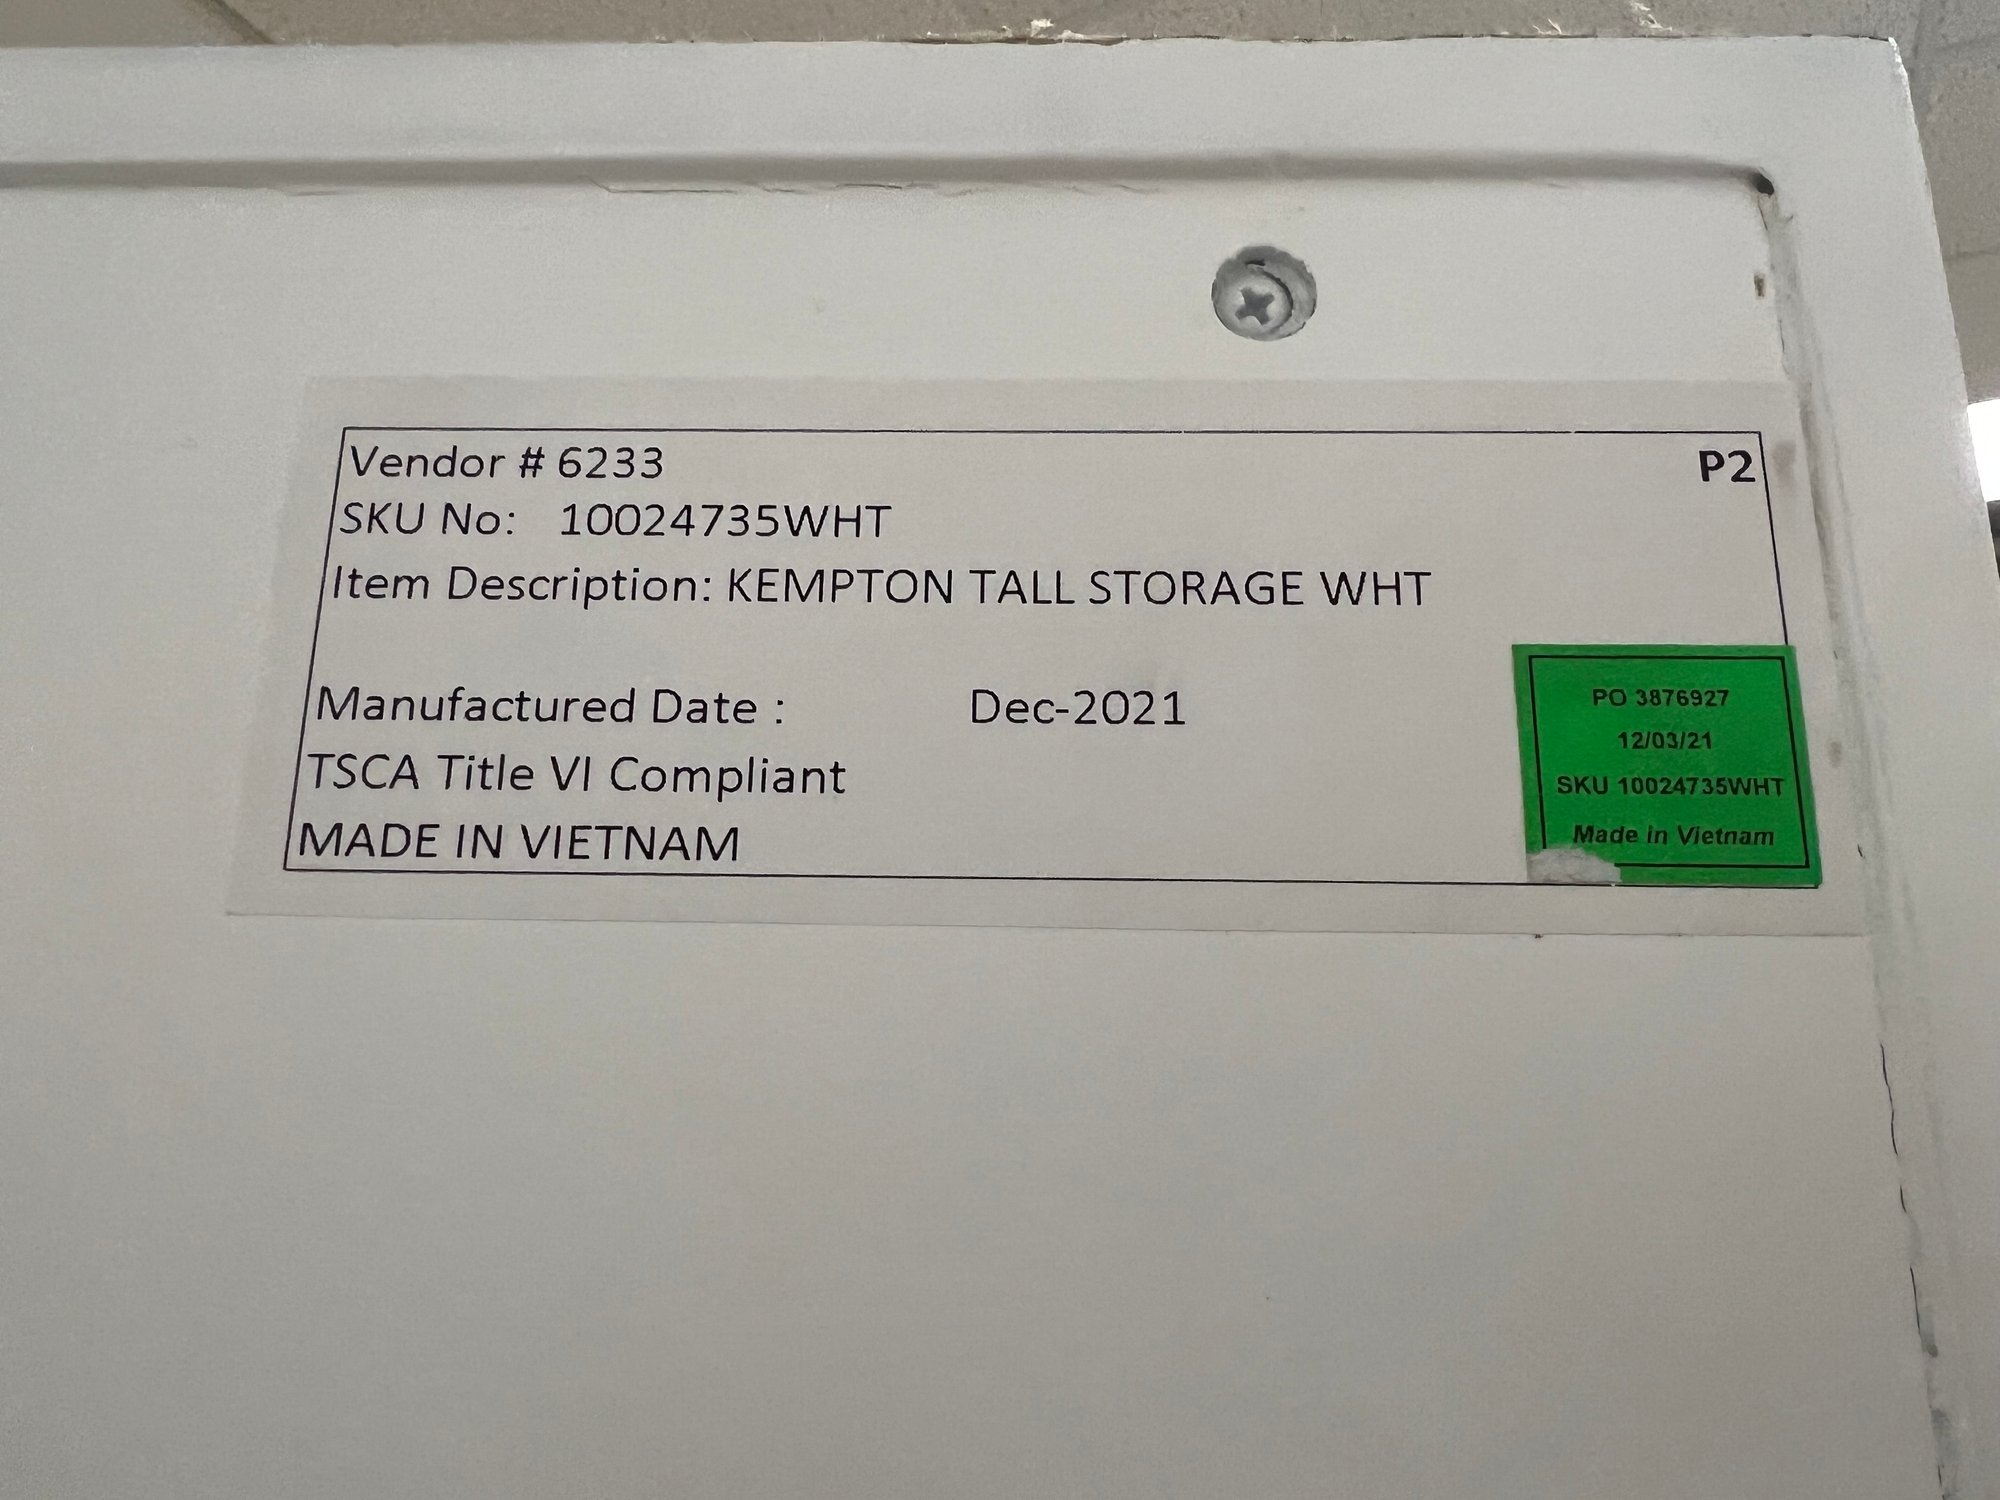 Vendor # 6233
P2
SKU No: 10024735WHT
Item Description: KEMPTON TALL STORAGE WHT
Manufactured Date : Dec-2021
TSCA Title VI Compliant
MADE IN VIETNAM
PO 3876927
12/03/21
SKU 10024735WHT
Made in Vietnam